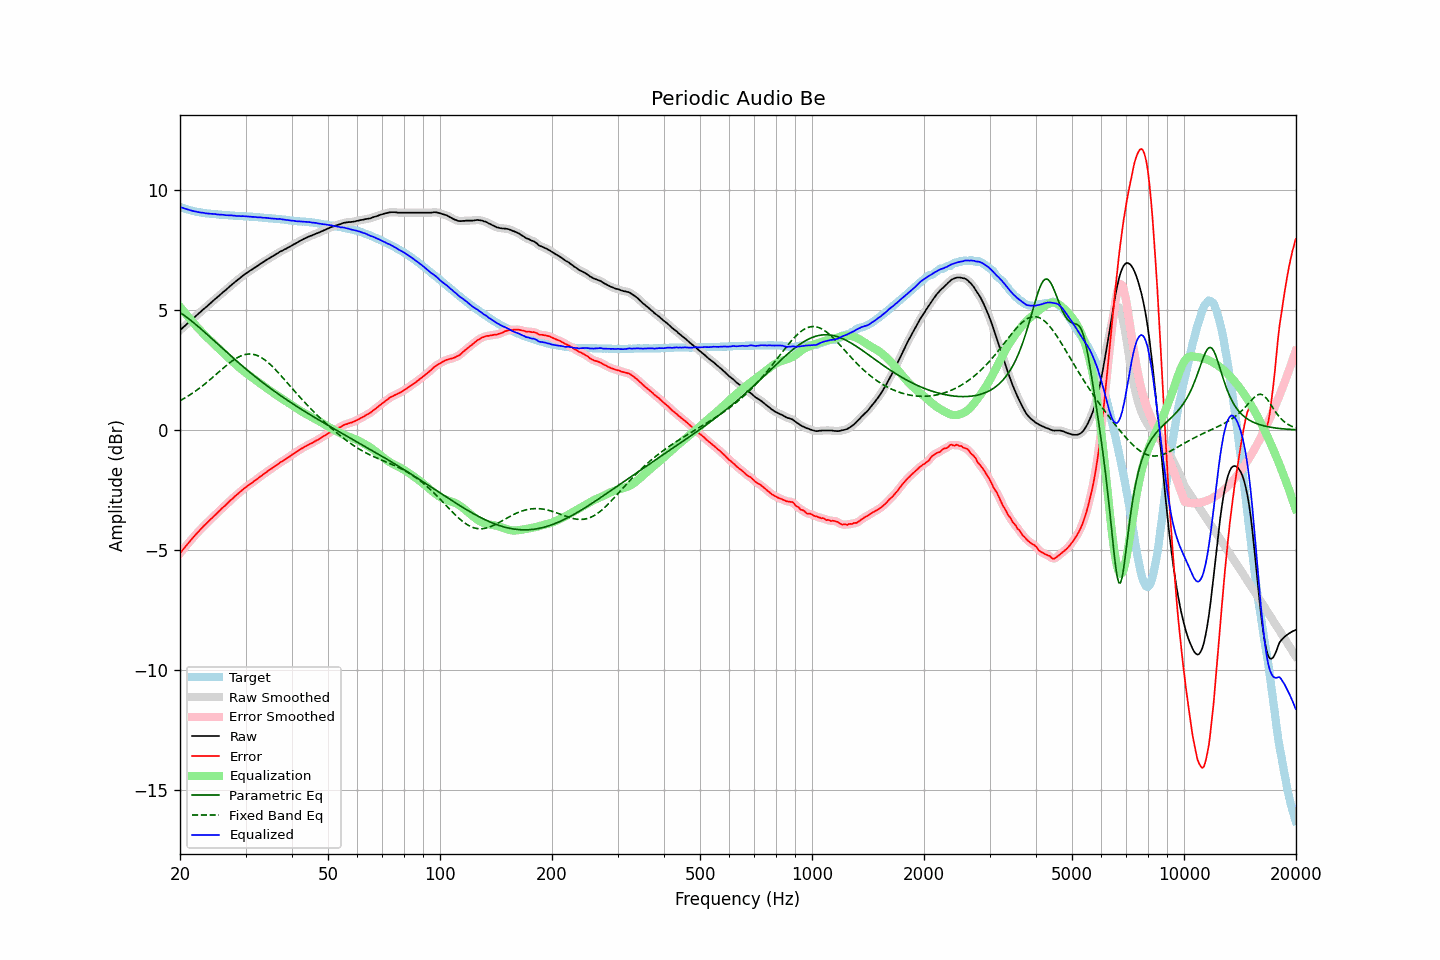 Periodic Audio Be
Amplitude (dBr)
10
5
0
−5
−10
−15
Target
Raw Smoothed
Error Smoothed
Raw
Error
Equalization
Parametric Eq
Fixed Band Eq
Equalized
20 50 100 200 500 1000 2000 5000 10000 20000
Frequency (Hz)